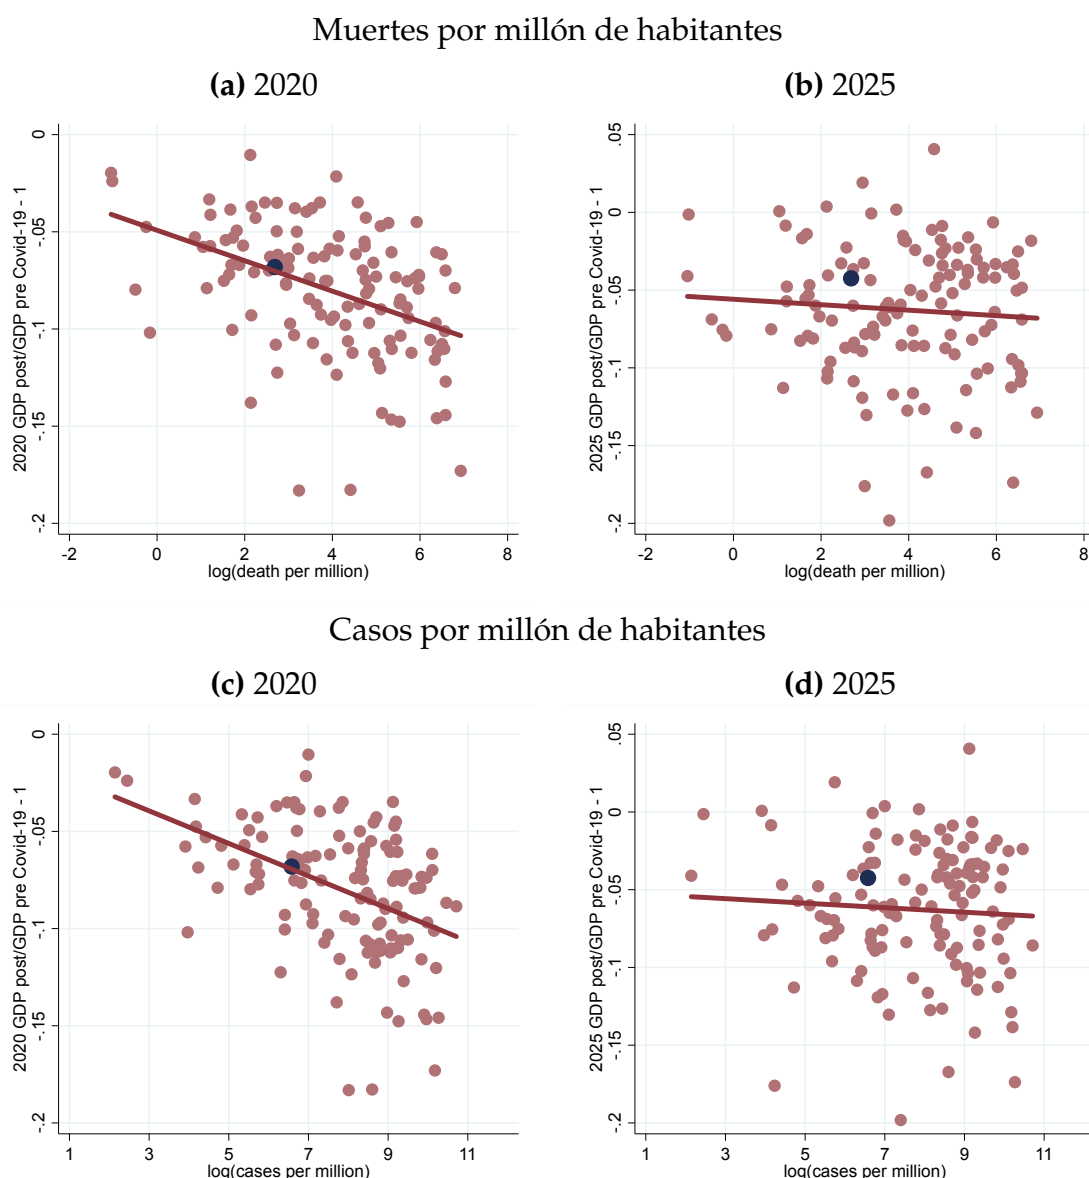 Muertes por millón de habitantes
(a) 2020
(b) 2025
2020 GDP post/GDP pre Covid-19 - 1
0
-.05
-.1
-.15
-.2
-2 0 2 4 6 8
log(death per million)
2025 GDP post/GDP pre Covid-19 - 1
.05
0
-.05
-.1
-.15
-.2
-2 0 2 4 6 8
log(death per million)
Casos por millón de habitantes
(c) 2020
(d) 2025
2020 GDP post/GDP pre Covid-19 - 1
0
-.05
-.1
-.15
-.2
1 3 5 7 9 11
log(cases per million)
2025 GDP post/GDP pre Covid-19 - 1
.05
0
-.05
-.1
-.15
-.2
1 3 5 7 9 11
log(cases per million)